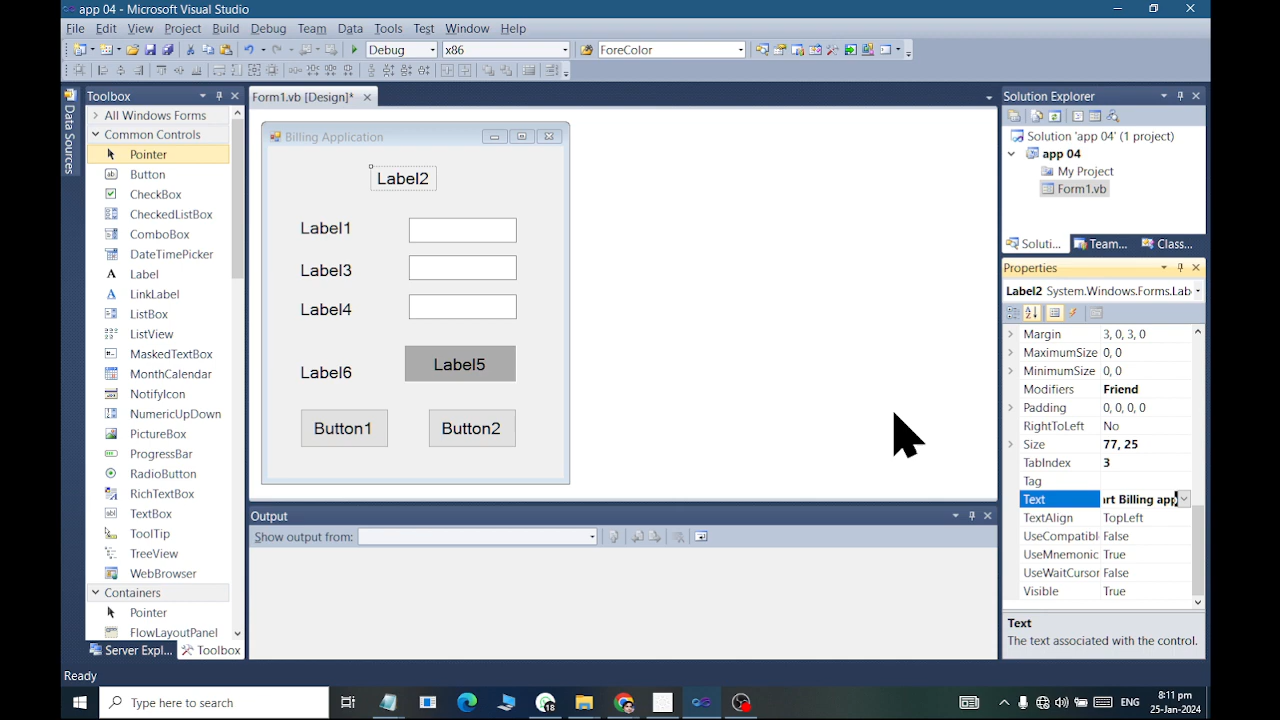 app 04 - Microsoft Visual Studio
File Edit View Project Build Debug Team Data Tools Test Window Help
Debug x86 ForeColor
Data Sources
Toolbox
All Windows Forms
Common Controls
Pointer
Button
CheckBox
CheckedListBox
ComboBox
DateTimePicker
Label
LinkLabel
ListBox
ListView
MaskedTextBox
MonthCalendar
NotifyIcon
NumericUpDown
PictureBox
ProgressBar
RadioButton
RichTextBox
TextBox
ToolTip
TreeView
WebBrowser
Containers
Pointer
FlowLayoutPanel
Server Expl... Toolbox
Form1.vb [Design]*
Billing Application
Label2
Label1
Label3
Label4
Label5
Label6
Button1 Button2
Output
Show output from:
Solution Explorer
Solution 'app 04' (1 project)
app 04
My Project
Form1.vb
Soluti... Team... Class...
Properties
Label2 System.Windows.Forms.Lab
Margin 3, 0, 3, 0
MaximumSize 0, 0
MinimumSize 0, 0
Modifiers Friend
Padding 0, 0, 0, 0
RightToLeft No
Size 77, 25
TabIndex 3
Tag
Text art Billing app
TextAlign TopLeft
UseCompatibl False
UseMnemonic True
UseWaitCursor False
Visible True
Text
The text associated with the control.
Ready
Type here to search
18
ENG
8:11 pm
25-Jan-2024